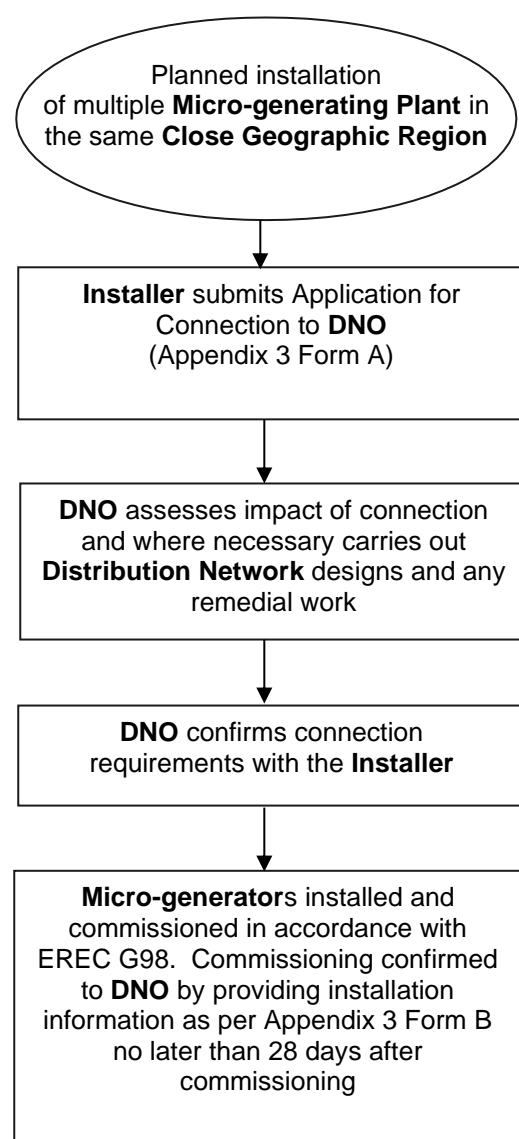 Planned installation
of multiple Micro-generating Plant in
the same Close Geographic Region
Installer submits Application for
Connection to DNO
(Appendix 3 Form A)
DNO assesses impact of connection
and where necessary carries out
Distribution Network designs and any
remedial work
DNO confirms connection
requirements with the Installer
Micro-generators installed and
commissioned in accordance with
EREC G98.  Commissioning confirmed
to DNO by providing installation
information as per Appendix 3 Form B
no later than 28 days after
commissioning